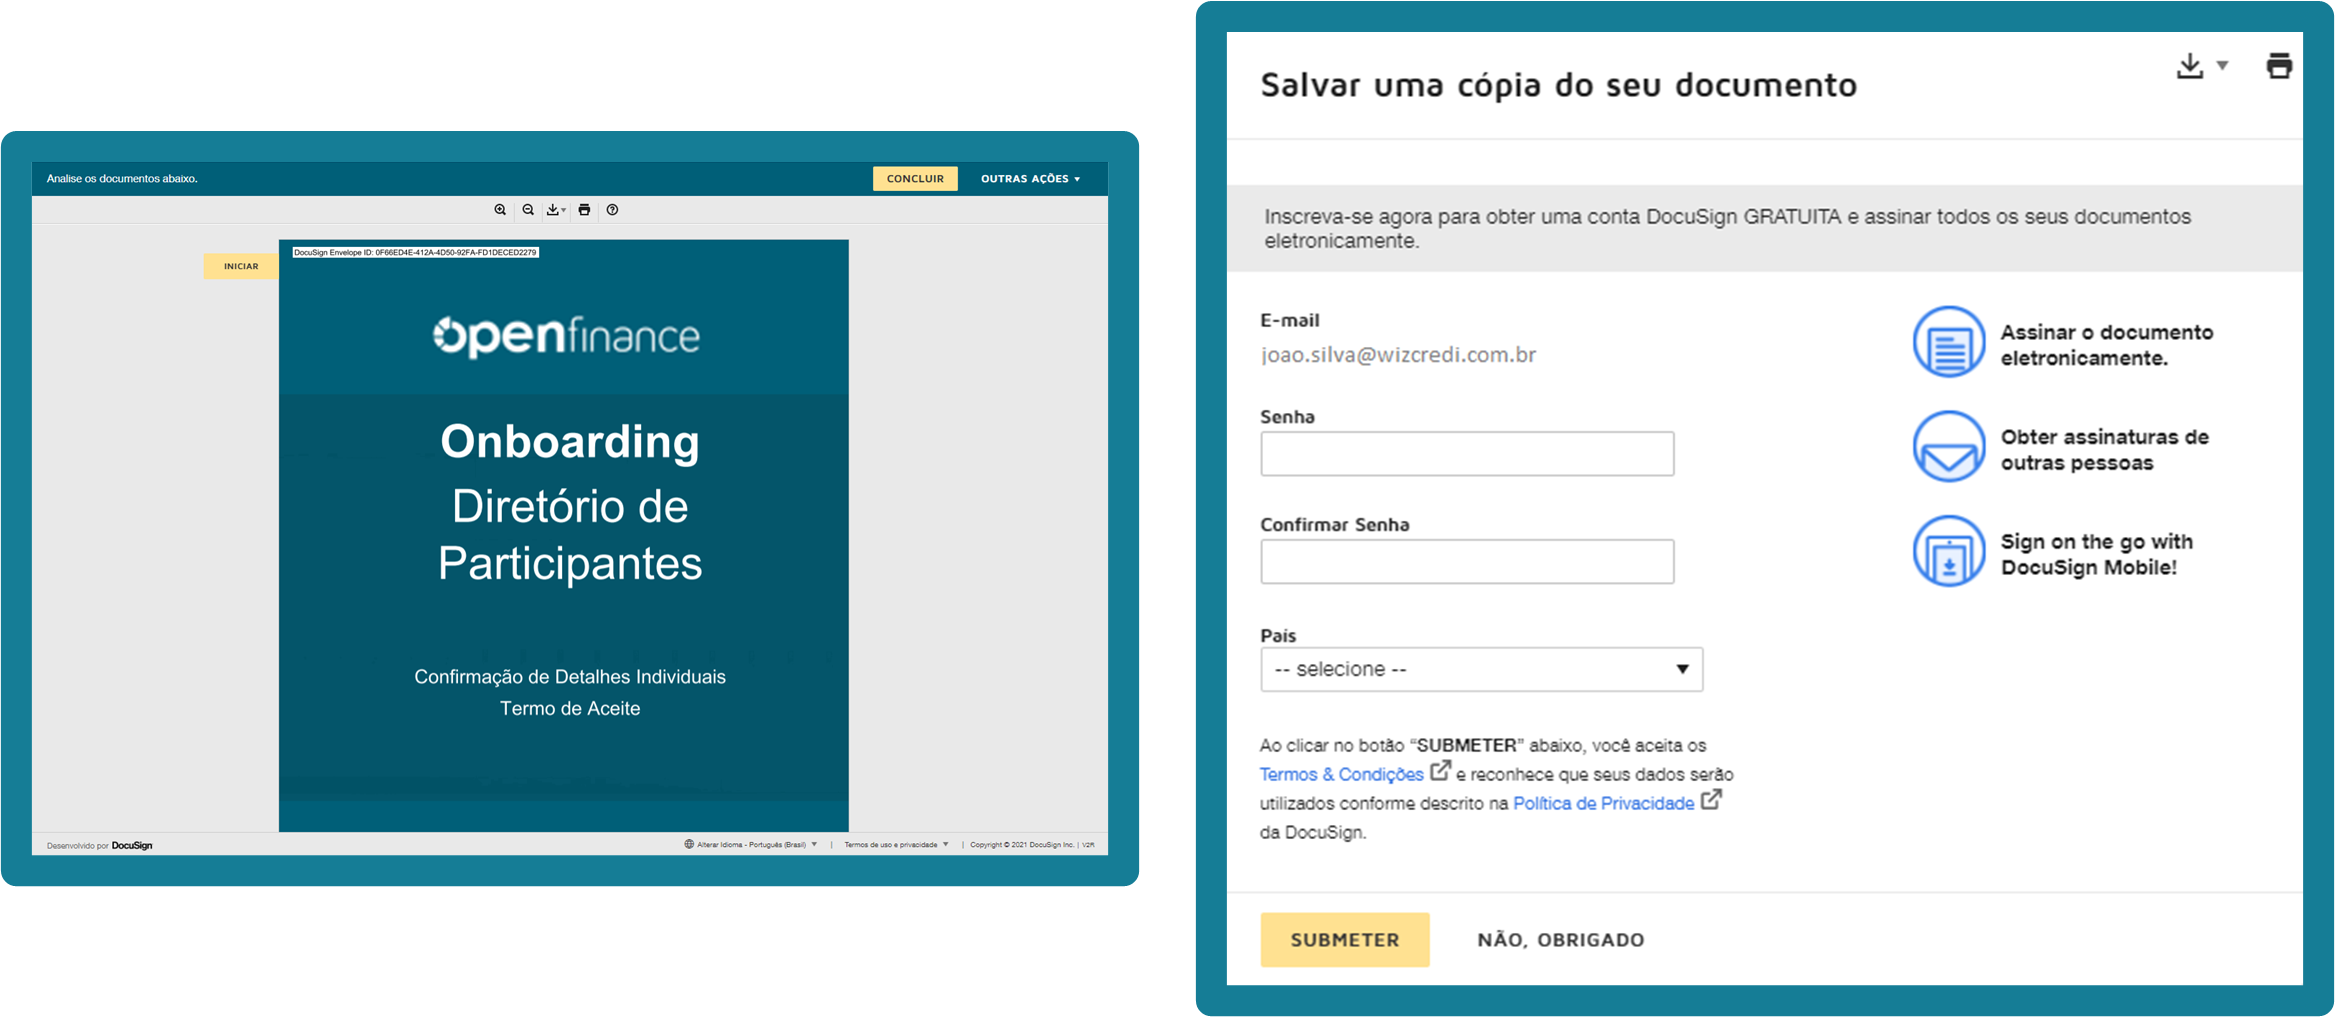 Analise os documentos abaixo.
CONCLUIR
OUTRAS AÇÕES
INICIAR
DocuSign Envelope ID: 0F66ED4E-412A-4D50-92FA-FD1DECED2279
openfinance
Onboarding
Diretório de
Participantes
Confirmação de Detalhes Individuais
Termo de Aceite
Desenvolvido por DocuSign
Alterar Idioma - Português (Brasil) | Termos de uso e privacidade | Copyright © 2021 DocuSign Inc. | V2R
Salvar uma cópia do seu documento
Inscreva-se agora para obter uma conta DocuSign GRATUITA e assinar todos os seus documentos
eletronicamente.
E-mail
joao.silva@wizcredi.com.br
Senha
Confirmar Senha
Pais
-- selecione --
Ao clicar no botão “SUBMETER” abaixo, você aceita os
Termos & Condições e reconhece que seus dados serão
utilizados conforme descrito na Política de Privacidade
da DocuSign.
Assinar o documento
eletronicamente.
Obter assinaturas de
outras pessoas
Sign on the go with
DocuSign Mobile!
SUBMETER
NÃO, OBRIGADO